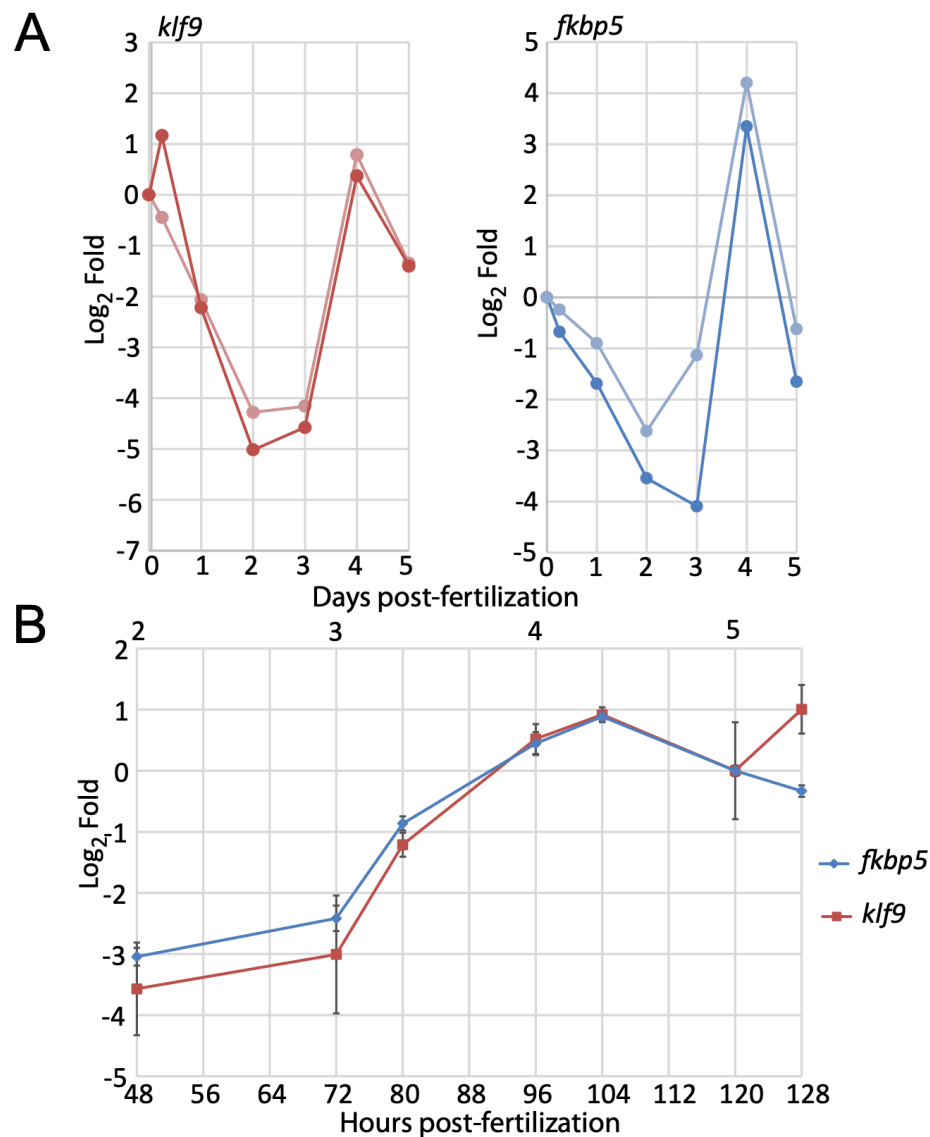 A
klf9
fkbp5
3
2
1
0
-1
-2
-3
-4
-5
-6
-7
Log2 Fold
0 1 2 3 4 5
5
4
3
2
1
0
-1
-2
-3
-4
-5
Log2 Fold
0 1 2 3 4 5
Days post-fertilization
B
2 3 4 5
2
1
0
-1
-2
-3
-4
-5
Log2 Fold
fkbp5
klf9
48 56 64 72 80 88 96 104 112 120 128
Hours post-fertilization